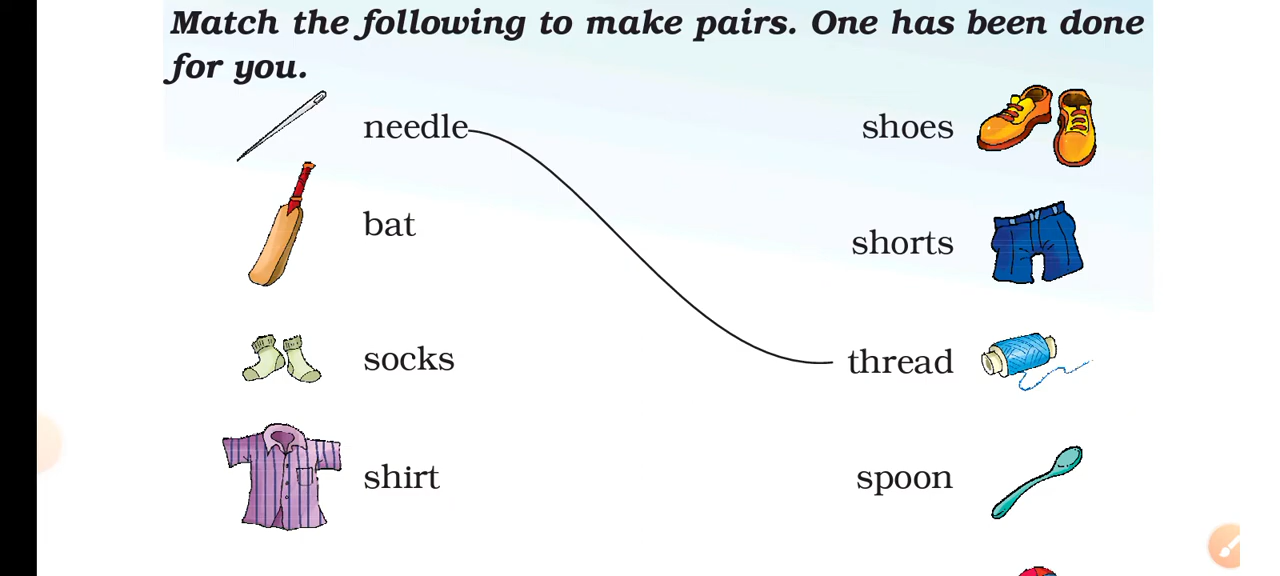 Match the following to make pairs. One has been done
for you.
needle
shoes
bat
shorts
socks
thread
shirt
spoon